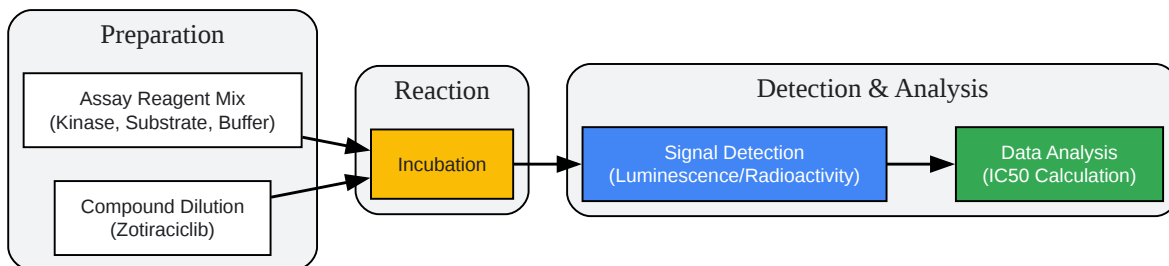 Preparation
Assay Reagent Mix
(Kinase, Substrate, Buffer)
Compound Dilution
(Zotiraciclib)
Reaction
Incubation
Detection & Analysis
Signal Detection
(Luminescence/Radioactivity)
Data Analysis
(IC50 Calculation)